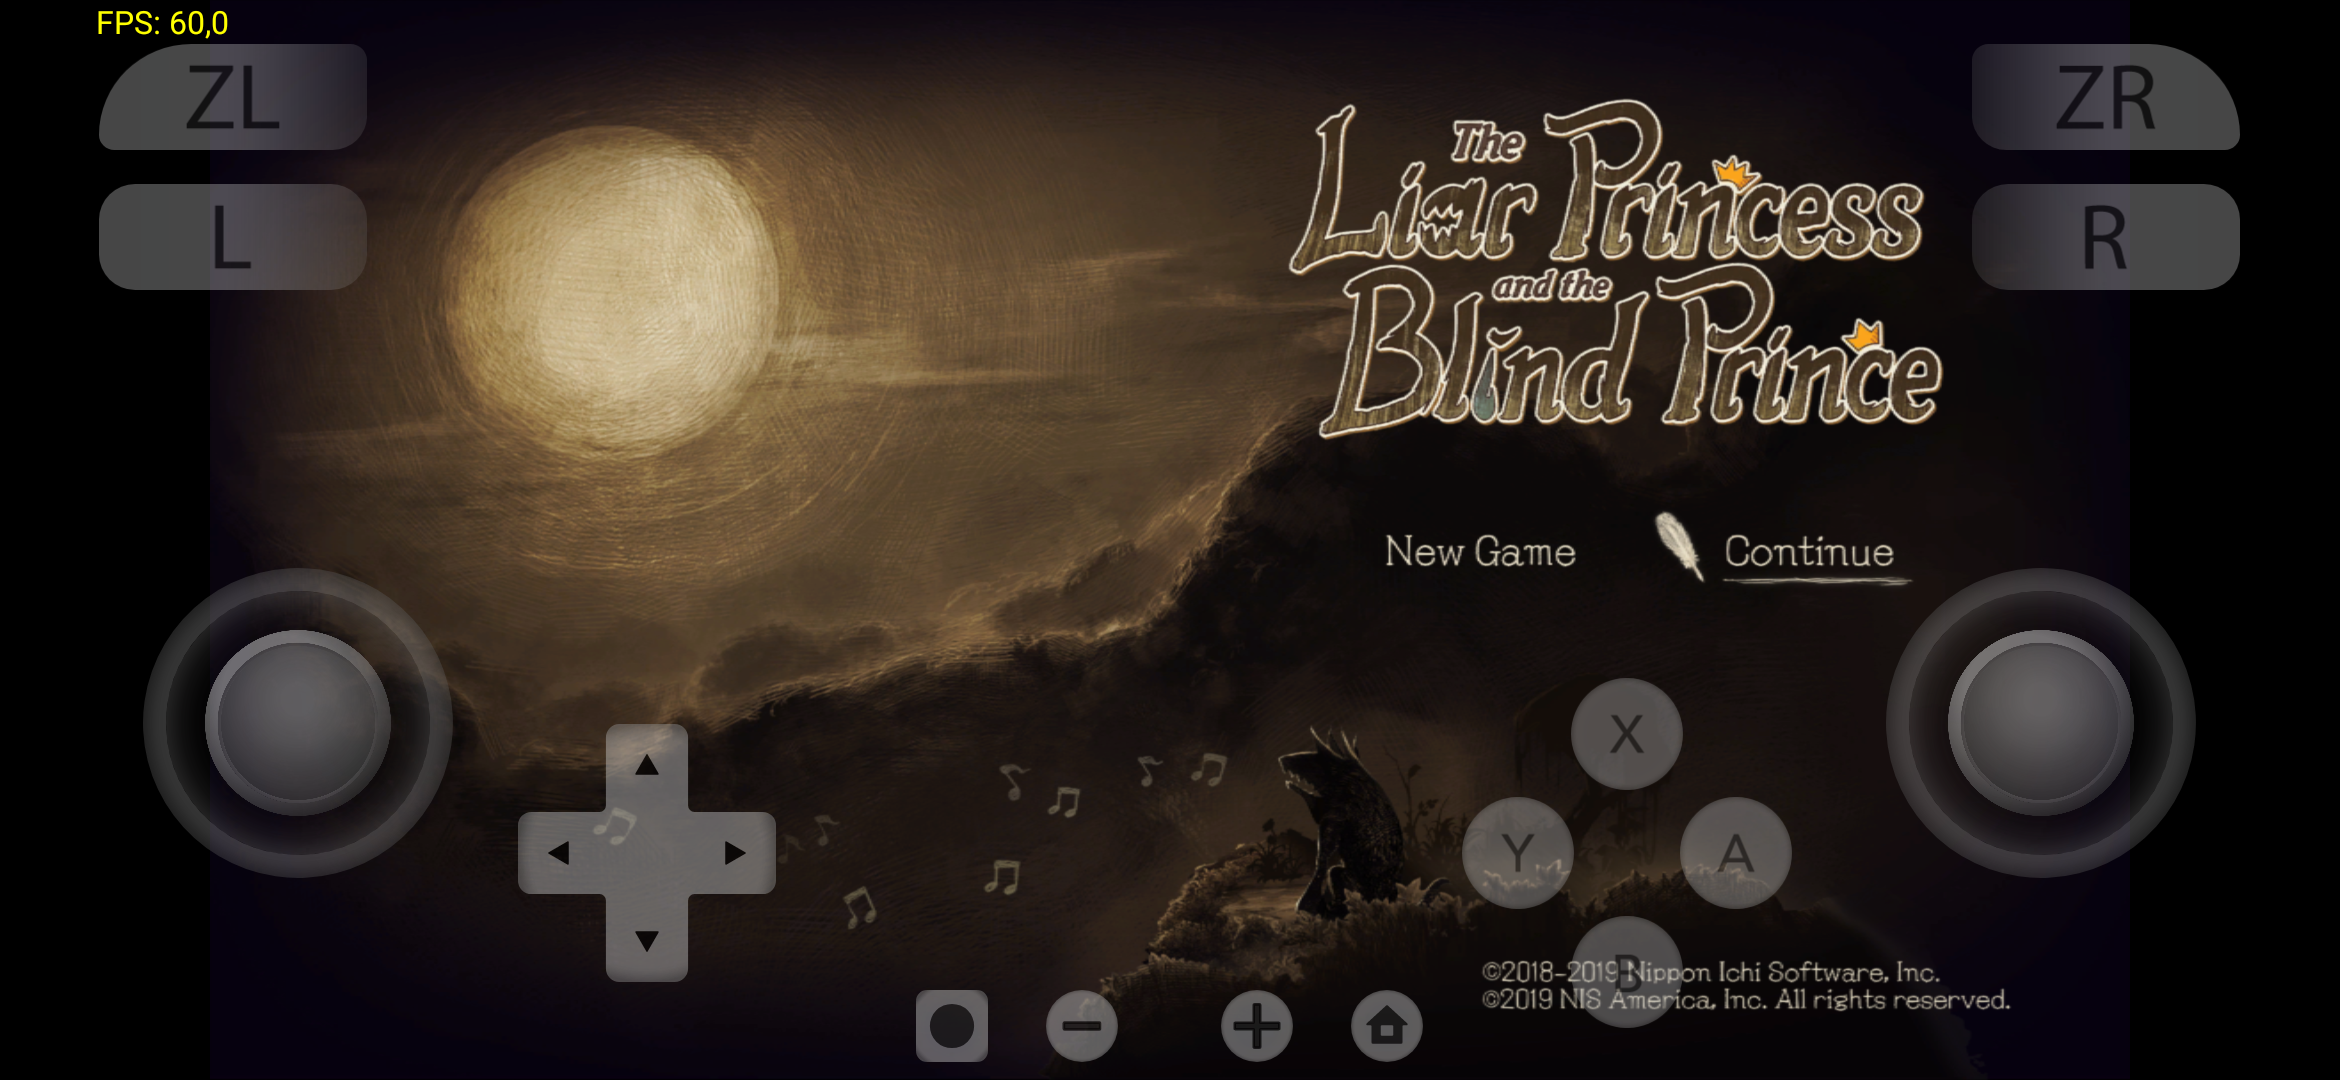 FPS: 60,0
ZL
ZR
L
R
The
Liar Princess
and the
Blind Prince
New Game
Continue
X
Y
A
B
©2018-2019 Nippon Ichi Software, Inc.
©2019 NIS America, Inc. All rights reserved.